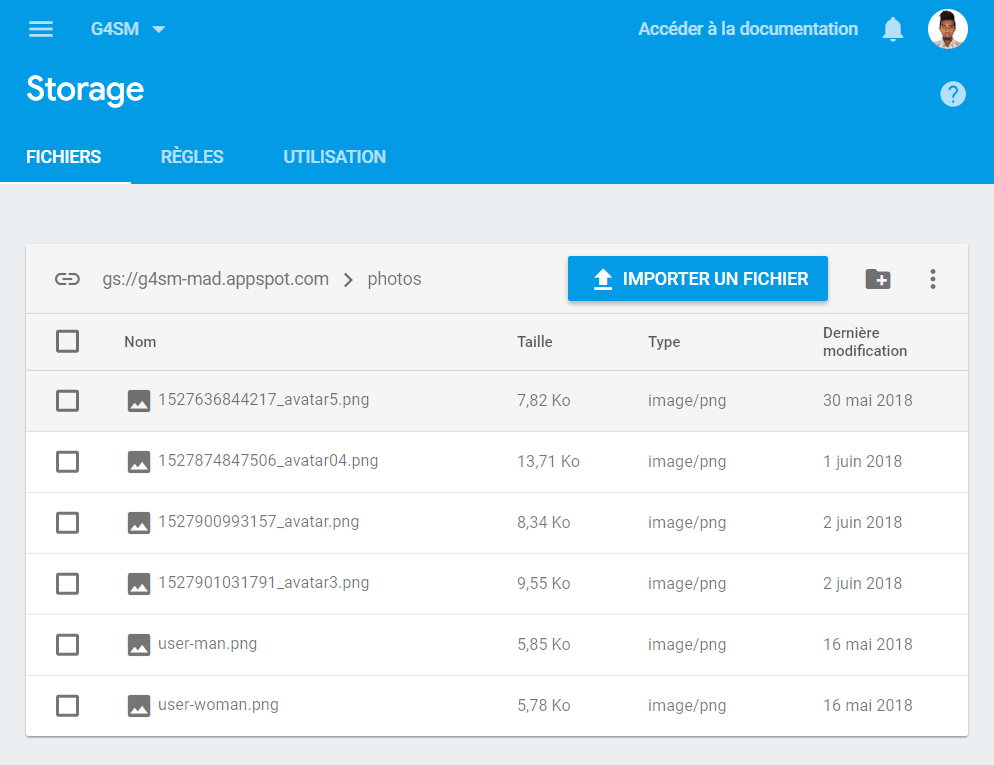 G4SM
Accéder à la documentation
Storage
?
FICHIERS RÈGLES UTILISATION
gs://g4sm-mad.appspot.com photos
IMPORTER UN FICHIER
Nom Taille Type Dernière modification
1527636844217_avatar5.png 7,82 Ko image/png 30 mai 2018
1527874847506_avatar04.png 13,71 Ko image/png 1 juin 2018
1527900993157_avatar.png 8,34 Ko image/png 2 juin 2018
1527901031791_avatar3.png 9,55 Ko image/png 2 juin 2018
user-man.png 5,85 Ko image/png 16 mai 2018
user-woman.png 5,78 Ko image/png 16 mai 2018